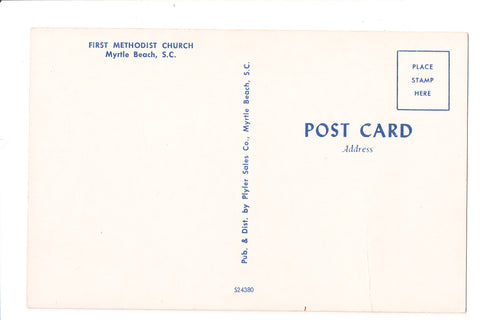 FIRST METHODIST CHURCH
Myrtle Beach, S.C.
Pub. & Dist. by Plyler Sales Co., Myrtle Beach, S.C.
PLACE
STAMP
HERE
POST CARD
Address
S24380